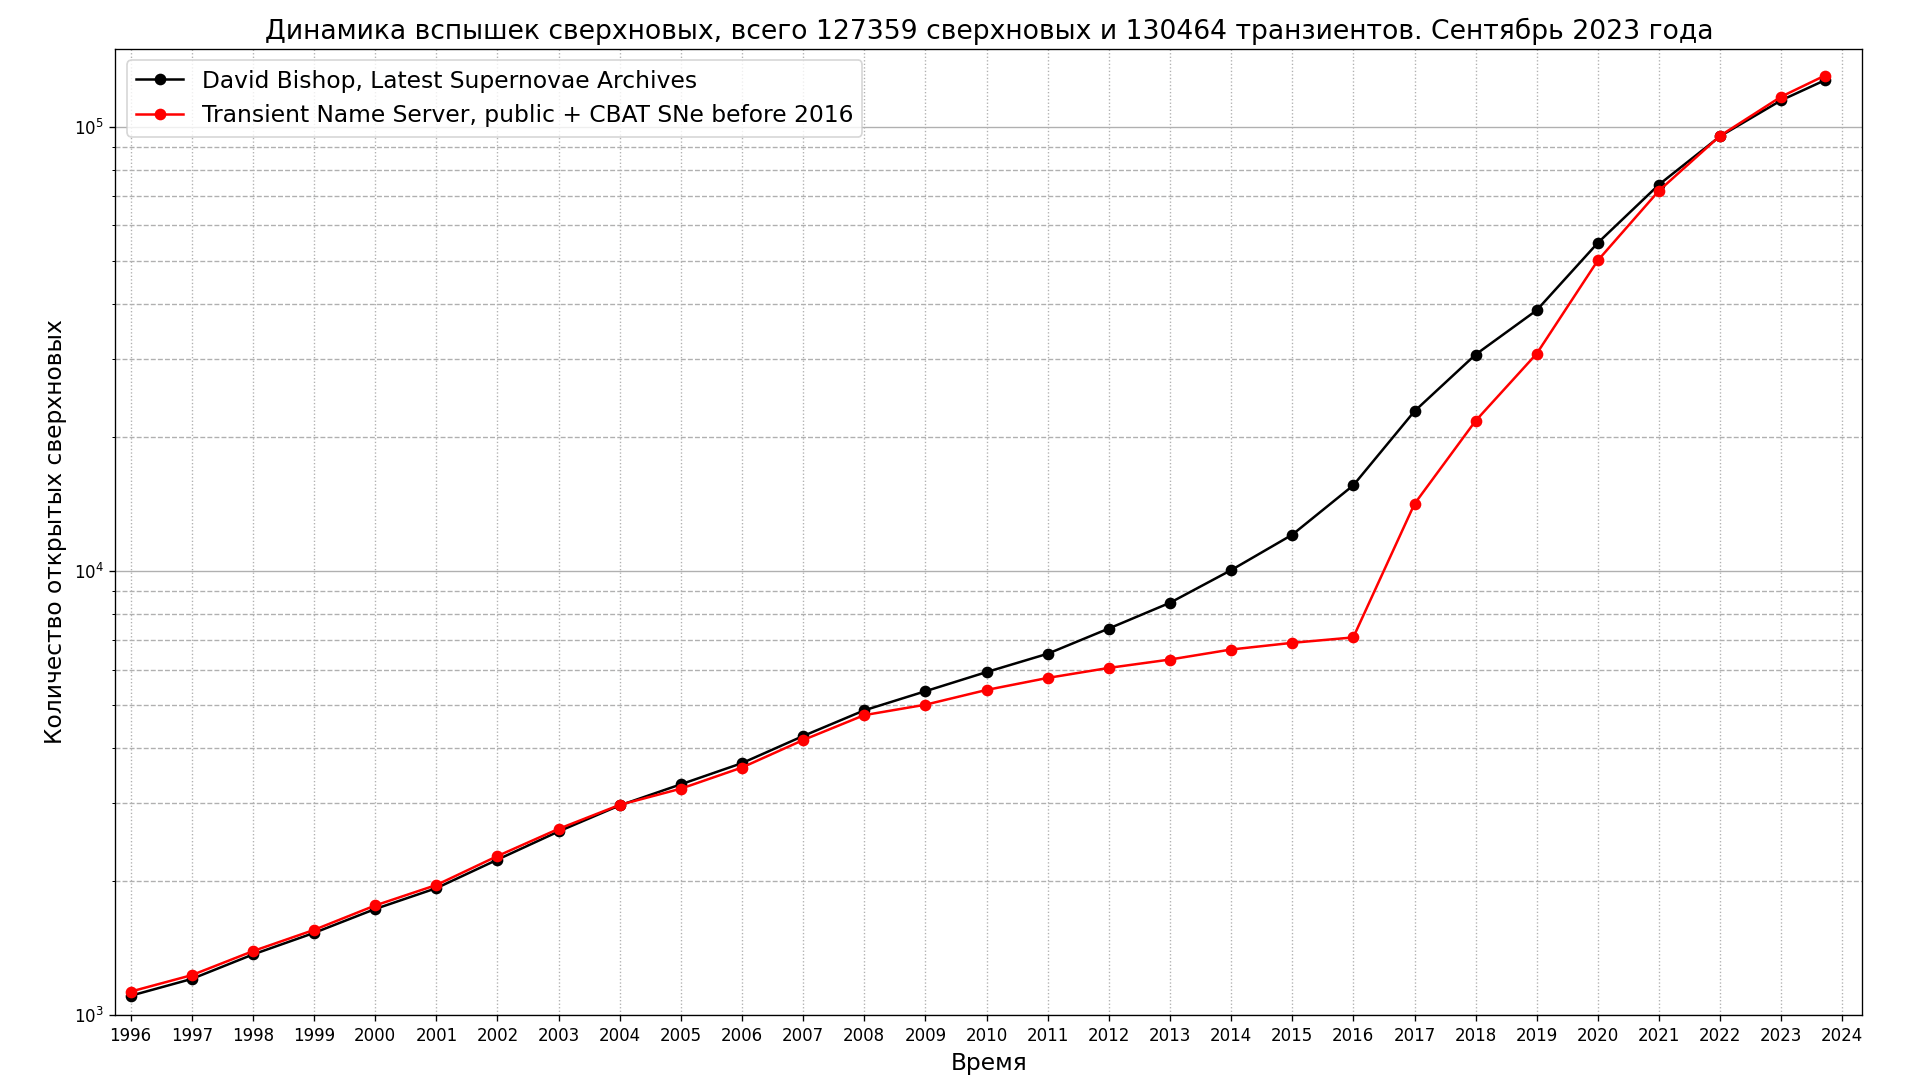 Динамика вспышек сверхновых, всего 127359 сверхновых и 130464 транзиентов. Сентябрь 2023 года
David Bishop, Latest Supernovae Archives
Transient Name Server, public + CBAT SNe before 2016
Количество открытых сверхновых
10⁵
10⁴
10³
1996 1997 1998 1999 2000 2001 2002 2003 2004 2005 2006 2007 2008 2009 2010 2011 2012 2013 2014 2015 2016 2017 2018 2019 2020 2021 2022 2023 2024
Время